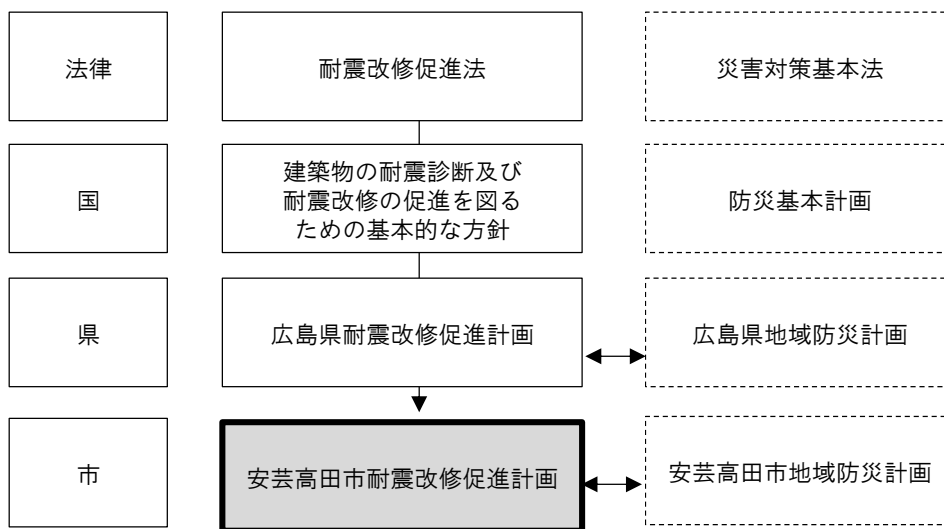 法律
耐震改修促進法
災害対策基本法
国
建築物の耐震診断及び
耐震改修の促進を図る
ための基本的な方針
防災基本計画
県
広島県耐震改修促進計画
広島県地域防災計画
市
安芸高田市耐震改修促進計画
安芸高田市地域防災計画